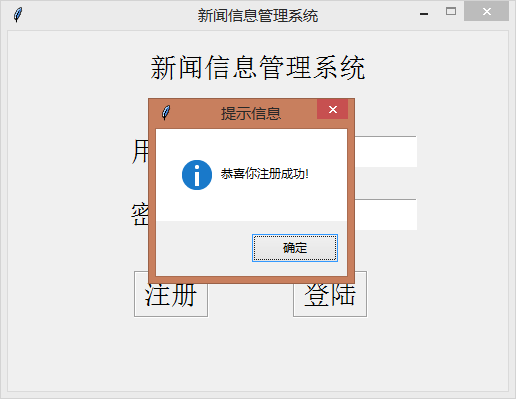 新闻信息管理系统
新闻信息管理系统
提示信息
用
恭喜你注册成功!
密
确定
注册
登陆